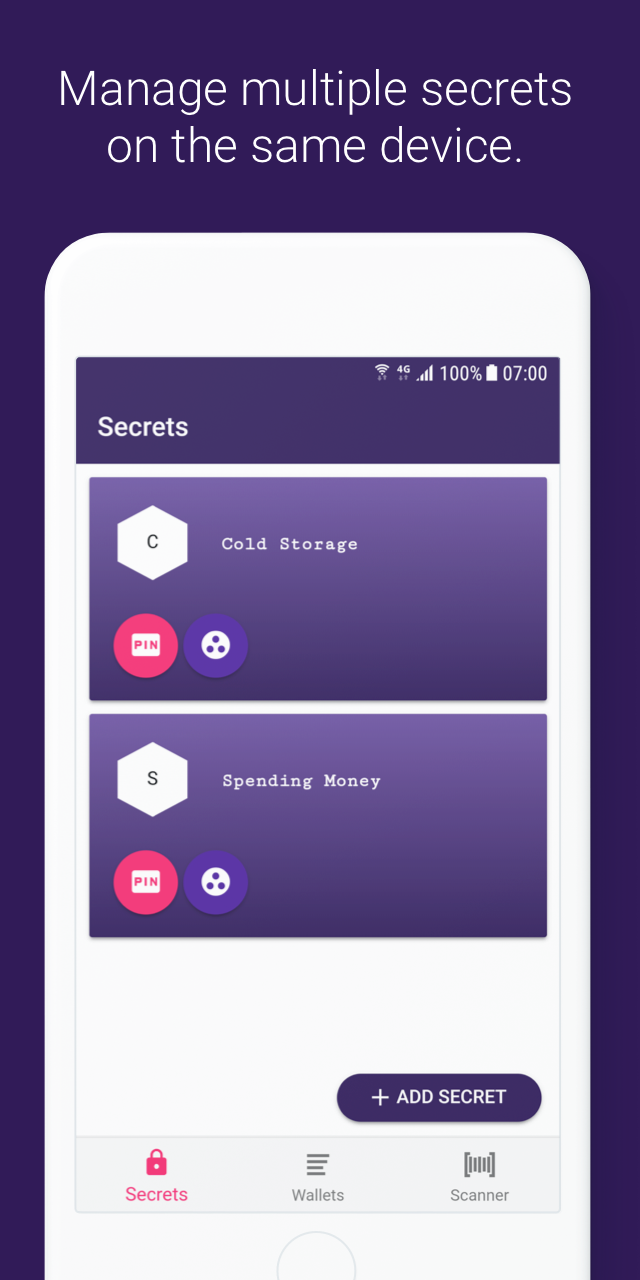 Manage multiple secrets
on the same device.
4G 100% 07:00
Secrets
C Cold Storage
PIN
S Spending Money
PIN
+ ADD SECRET
Secrets Wallets Scanner